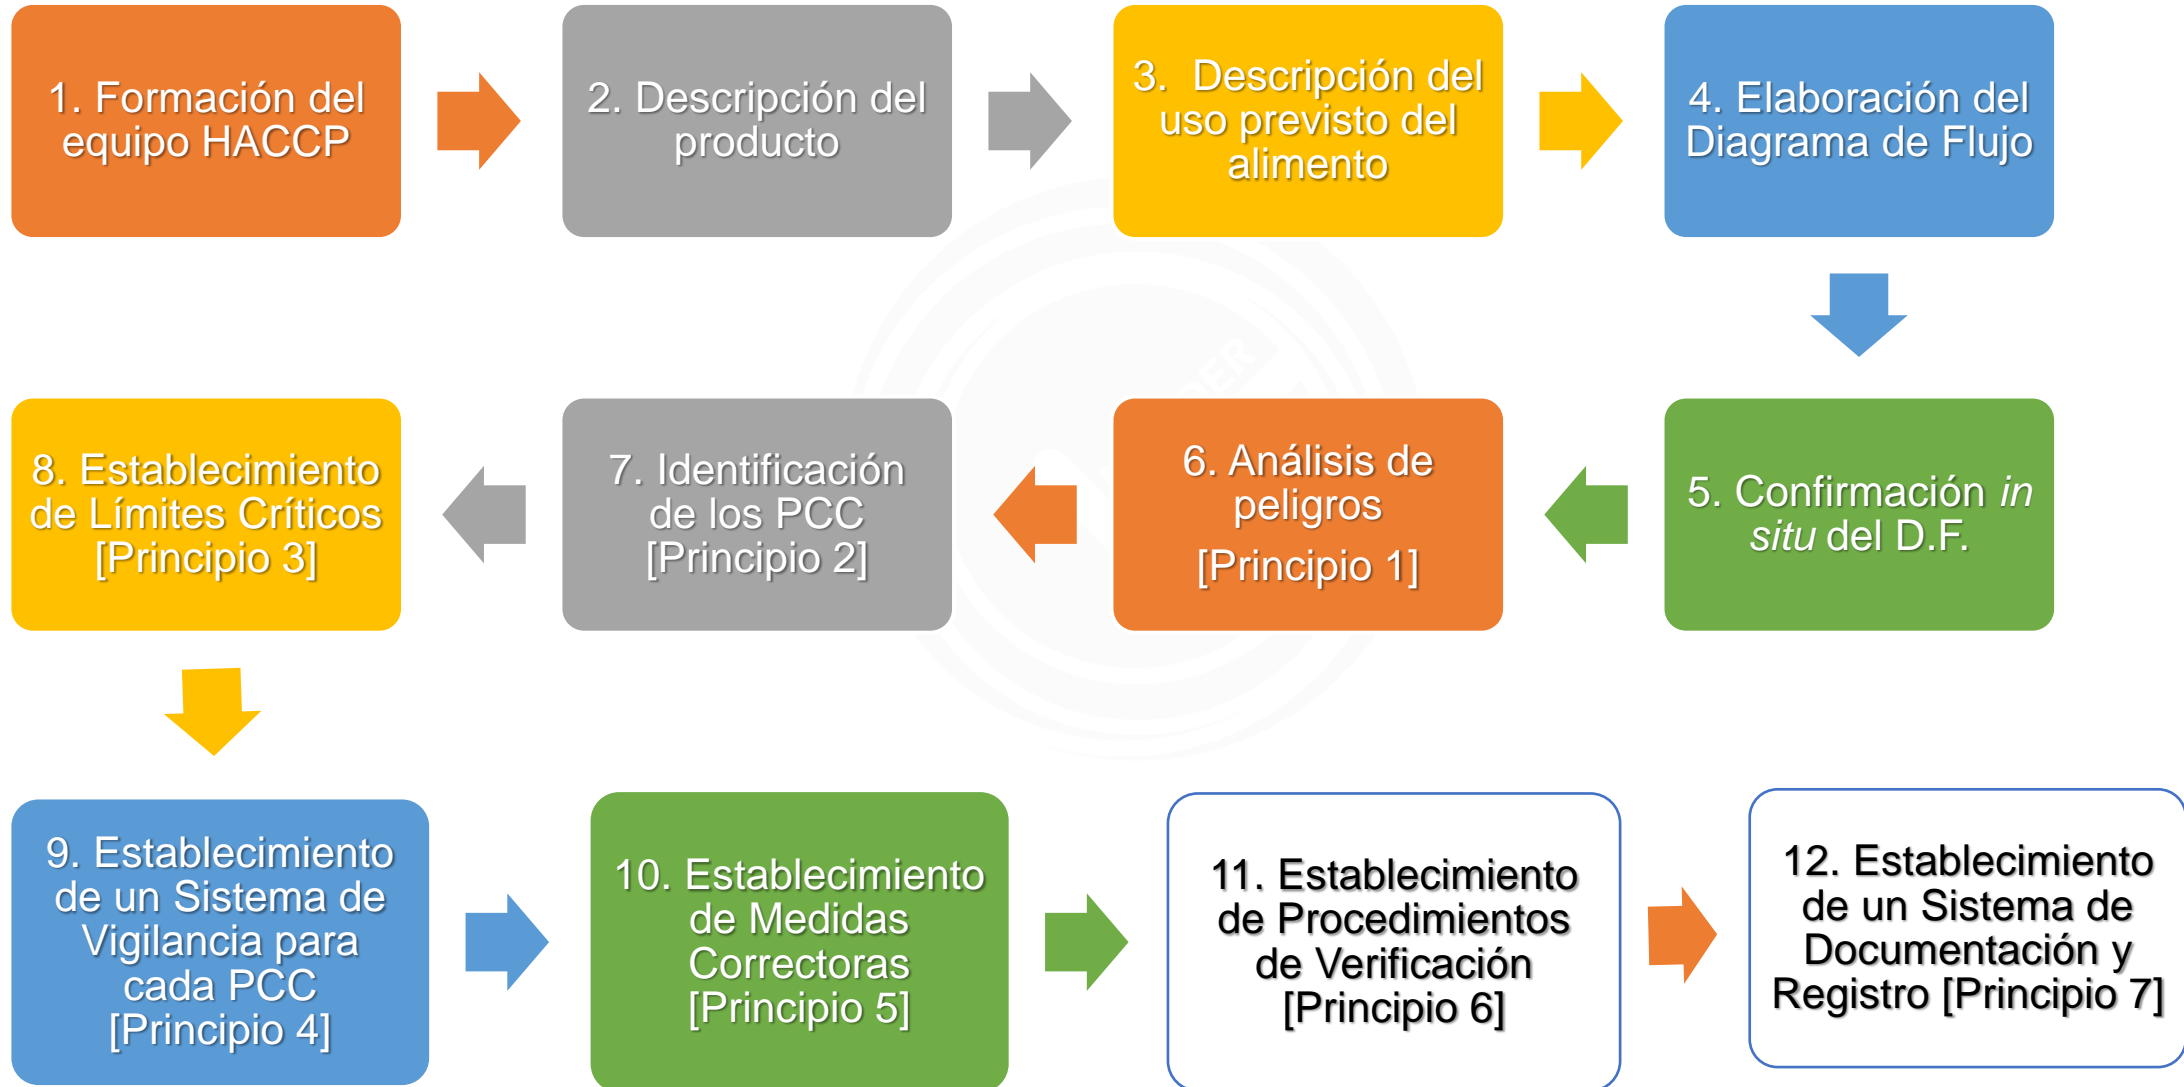 1. Formación del
equipo HACCP
2. Descripción del
producto
3. Descripción del
uso previsto del
alimento
4. Elaboración del
Diagrama de Flujo
5. Confirmación in
situ del D.F.
6. Análisis de
peligros
[Principio 1]
7. Identificación
de los PCC
[Principio 2]
8. Establecimiento
de Límites Críticos
[Principio 3]
9. Establecimiento
de un Sistema de
Vigilancia para
cada PCC
[Principio 4]
10. Establecimiento
de Medidas
Correctoras
[Principio 5]
11. Establecimiento
de Procedimientos
de Verificación
[Principio 6]
12. Establecimiento
de un Sistema de
Documentación y
Registro [Principio 7]